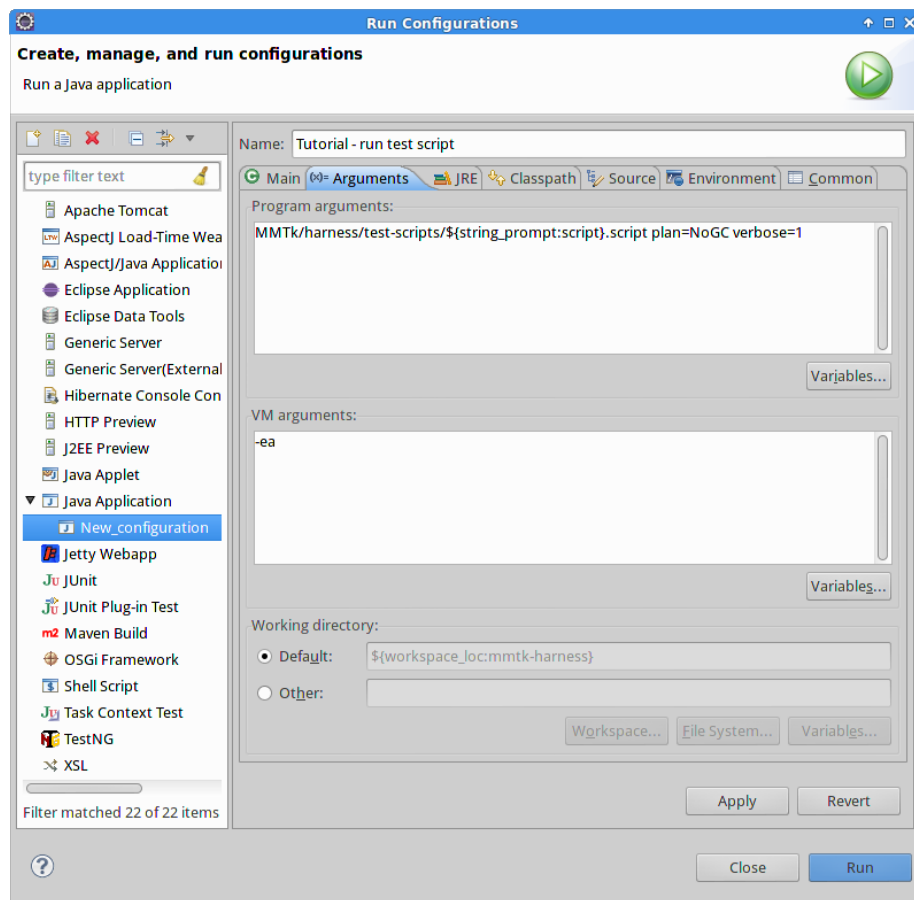 Run Configurations
Create, manage, and run configurations
Run a Java application
Name: Tutorial - run test script
type filter text
Main (x)= Arguments JRE Classpath Source Environment Common
Program arguments:
MMTk/harness/test-scripts/${string_prompt:script}.script plan=NoGC verbose=1
Variables...
VM arguments:
-ea
Variables...
Working directory:
Default: ${workspace_loc:mmtk-harness}
Other:
Workspace... File System... Variables...
Apache Tomcat
AspectJ Load-Time Wea
AspectJ/Java Application
Eclipse Application
Eclipse Data Tools
Generic Server
Generic Server(External
Hibernate Console Con
HTTP Preview
J2EE Preview
Java Applet
Java Application
New_configuration
Jetty Webapp
JUnit
JUnit Plug-in Test
m2 Maven Build
OSGi Framework
Shell Script
Task Context Test
TestNG
XSL
Filter matched 22 of 22 items
Apply Revert
? Close Run